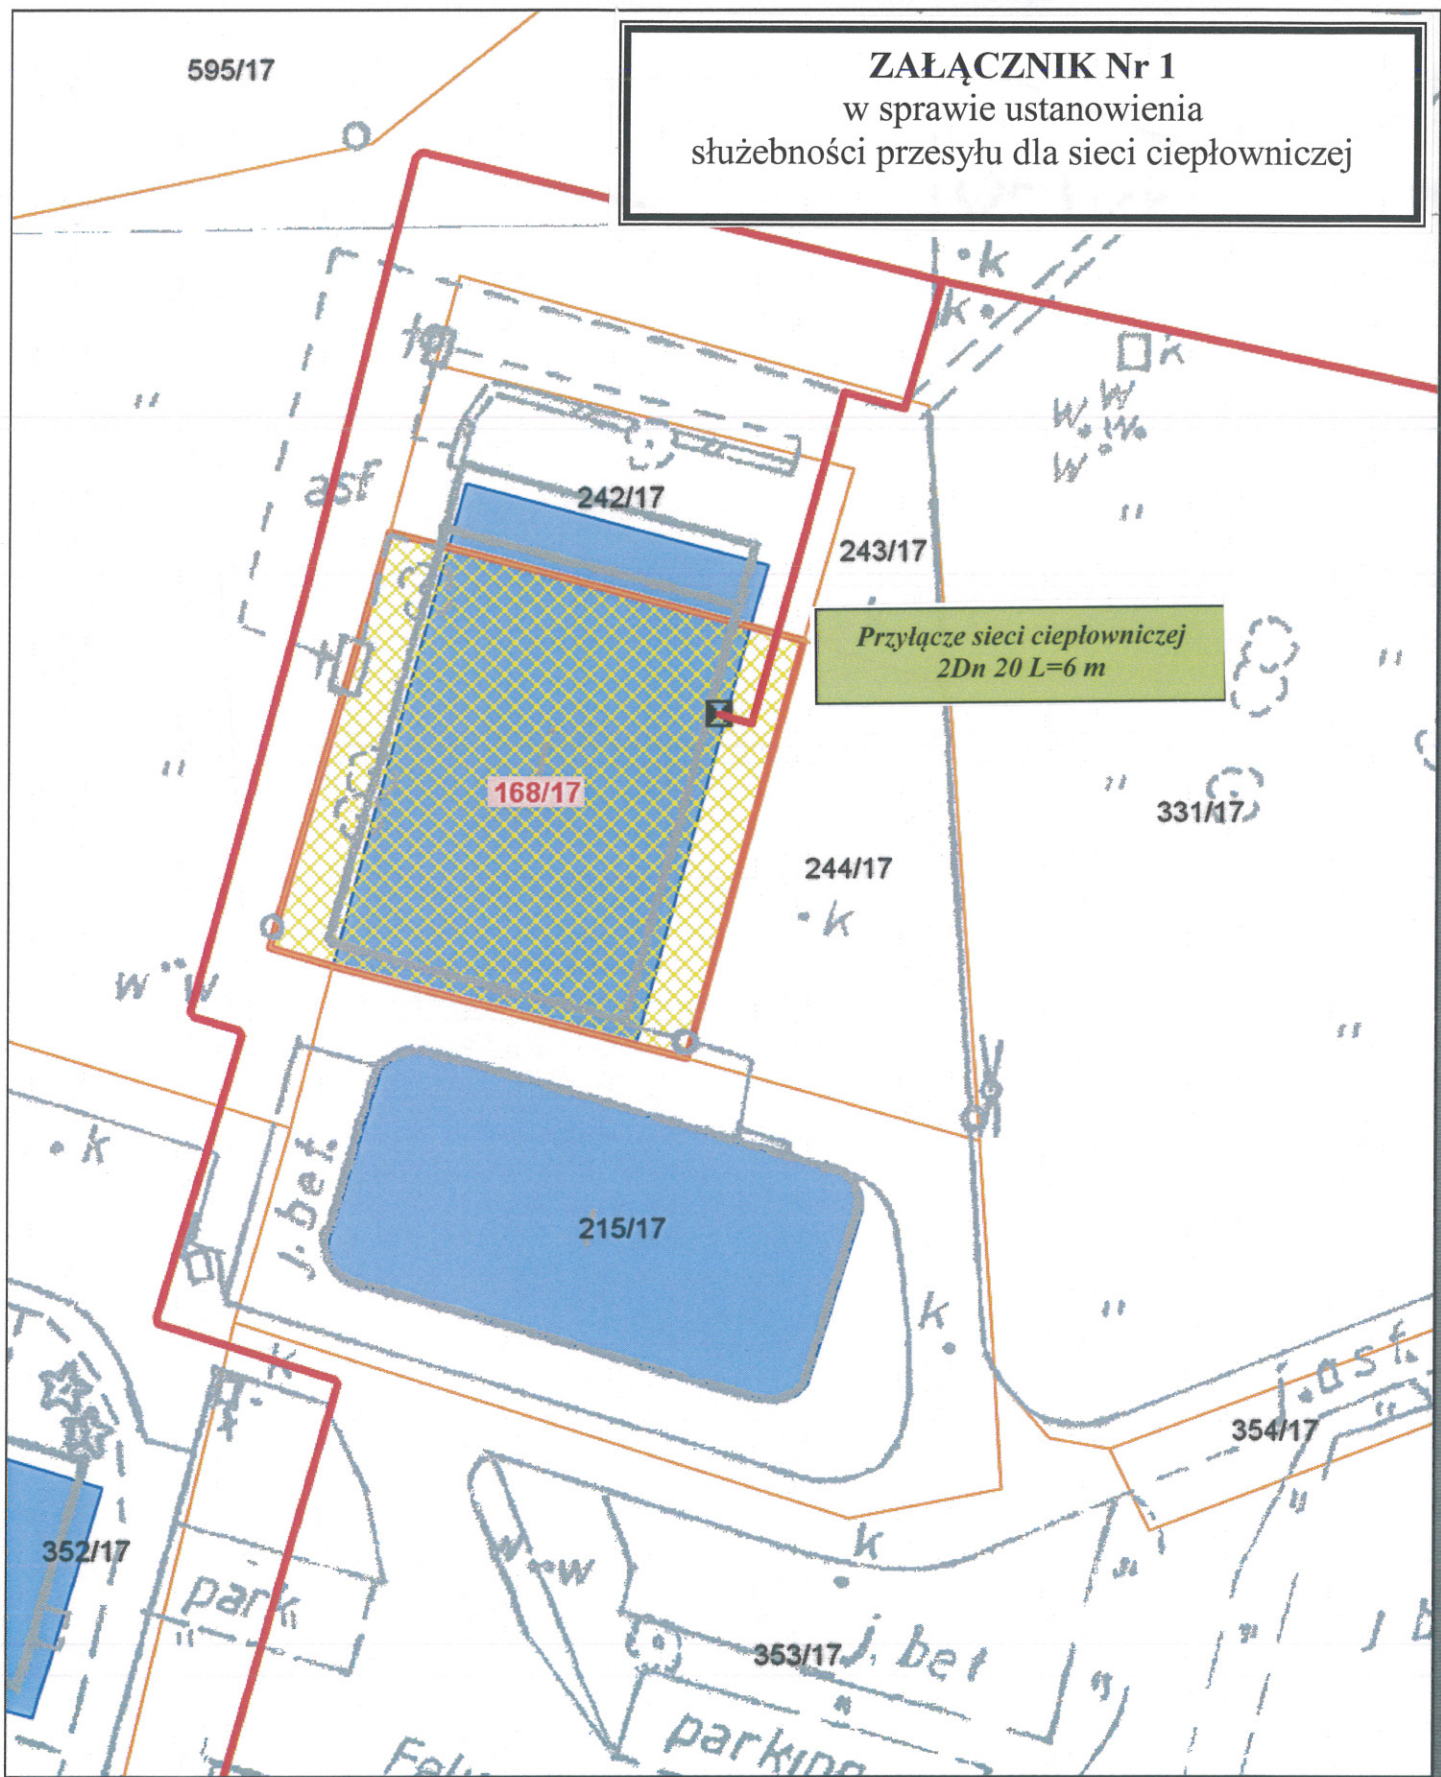 595/17
ZAŁĄCZNIK Nr 1
w sprawie ustanowienia
służebności przesyłu dla sieci ciepłowniczej
k
k
k
W
W W
W
asf
242/17
243/17
Przyłącze sieci ciepłowniczej
2Dn 20 L=6 m
168/17
331/17
244/17
k
w w
k
j. bet.
215/17
k
k
j. asf.
354/17
352/17
k
w w
park
353/17
j. bet
j b
parking